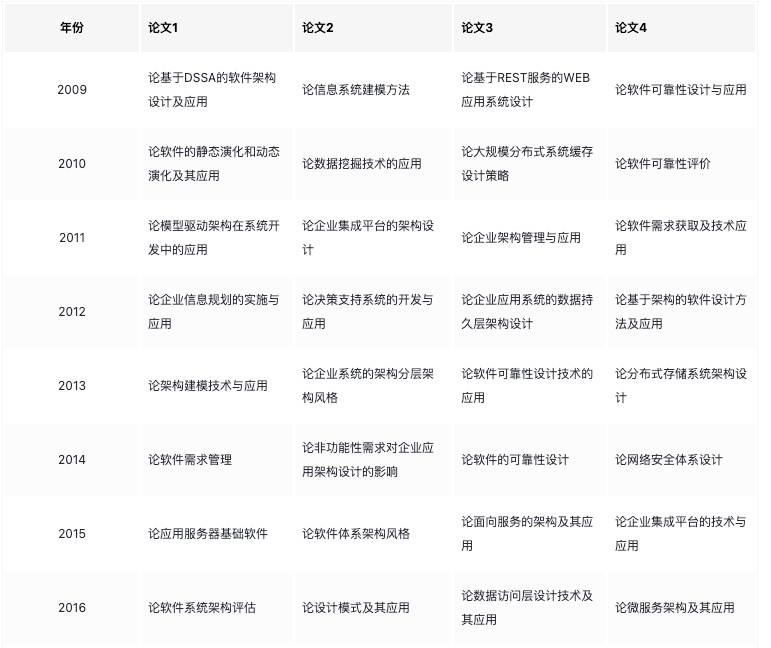 年份 论文1 论文2 论文3 论文4
2009
论基于DSSA的软件架构
设计及应用
论信息系统建模方法
论基于REST服务的WEB
应用系统设计
论软件可靠性设计与应用
2010
论软件的静态演化和动态
演化及其应用
论数据挖掘技术的应用
论大规模分布式系统缓存
设计策略
论软件可靠性评价
2011
论模型驱动架构在系统开
发中的应用
论企业集成平台的架构设
计
论企业架构管理与应用
论软件需求获取及技术应
用
2012
论企业信息规划的实施与
应用
论决策支持系统的开发与
应用
论企业应用系统的数据持
久层架构设计
论基于架构的软件设计方
法及应用
2013
论架构建模技术与应用
论企业系统的架构分层架
构风格
论软件可靠性设计技术的
应用
论分布式存储系统架构设
计
2014
论软件需求管理
论非功能性需求对企业应
用架构设计的影响
论软件的可靠性设计
论网络安全体系设计
2015
论应用服务器基础软件
论软件体系架构风格
论面向服务的架构及其应
用
论企业集成平台的技术与
应用
2016
论软件系统架构评估
论设计模式及其应用
论数据访问层设计技术及
其应用
论微服务架构及其应用